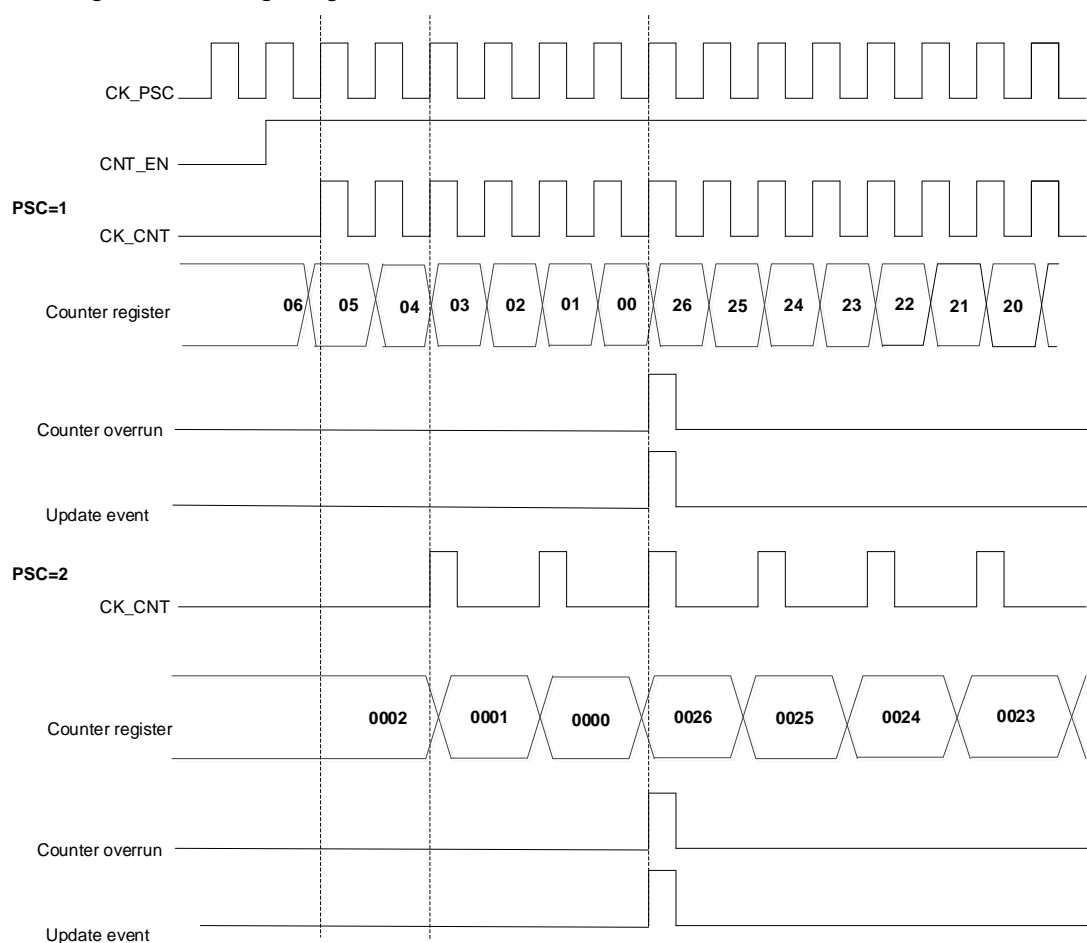 CK_PSC
CNT_EN
PSC=1
CK_CNT
Counter register 06 05 04 03 02 01 00 26 25 24 23 22 21 20
Counter overrun
Update event
PSC=2
CK_CNT
Counter register 0002 0001 0000 0026 0025 0024 0023
Counter overrun
Update event